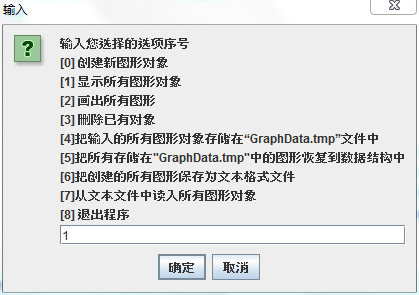 输入
输入您选择的选项序号
[0] 创建新图形对象
[1] 显示所有图形对象
[2] 画出所有图形
[3] 删除已有对象
[4]把输入的所有图形对象存储在“GraphData.tmp”文件中
[5]把所有存储在"GraphData.tmp"中的图形恢复到数据结构中
[6]把创建的所有图形保存为文本格式文件
[7]从文本文件中读入所有图形对象
[8] 退出程序
1
确定 取消